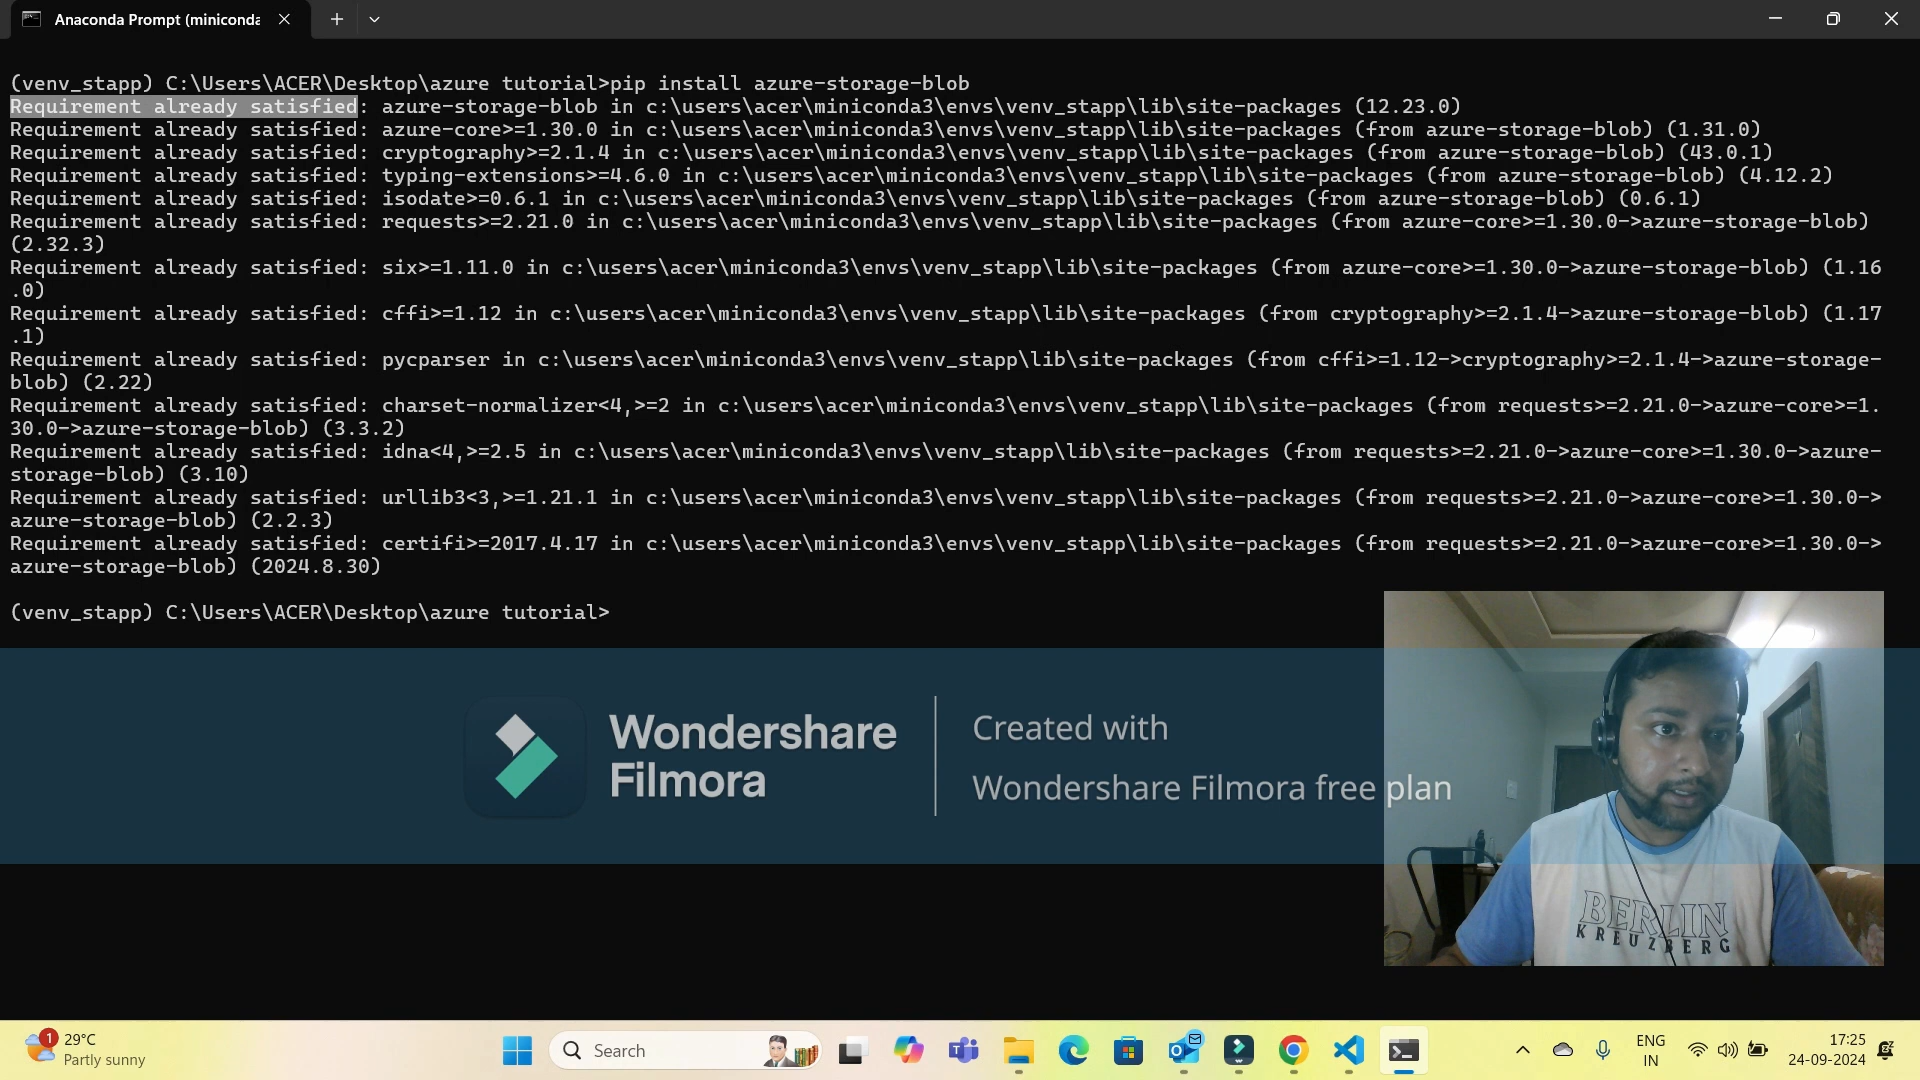 Anaconda Prompt (miniconda
(venv_stapp) C:\Users\ACER\Desktop\azure tutorial>pip install azure-storage-blob
Requirement already satisfied: azure-storage-blob in c:\users\acer\miniconda3\envs\venv_stapp\lib\site-packages (12.23.0)
Requirement already satisfied: azure-core>=1.30.0 in c:\users\acer\miniconda3\envs\venv_stapp\lib\site-packages (from azure-storage-blob) (1.31.0)
Requirement already satisfied: cryptography>=2.1.4 in c:\users\acer\miniconda3\envs\venv_stapp\lib\site-packages (from azure-storage-blob) (43.0.1)
Requirement already satisfied: typing-extensions>=4.6.0 in c:\users\acer\miniconda3\envs\venv_stapp\lib\site-packages (from azure-storage-blob) (4.12.2)
Requirement already satisfied: isodate>=0.6.1 in c:\users\acer\miniconda3\envs\venv_stapp\lib\site-packages (from azure-storage-blob) (0.6.1)
Requirement already satisfied: requests>=2.21.0 in c:\users\acer\miniconda3\envs\venv_stapp\lib\site-packages (from azure-core>=1.30.0->azure-storage-blob)
(2.32.3)
Requirement already satisfied: six>=1.11.0 in c:\users\acer\miniconda3\envs\venv_stapp\lib\site-packages (from azure-core>=1.30.0->azure-storage-blob) (1.16
.0)
Requirement already satisfied: cffi>=1.12 in c:\users\acer\miniconda3\envs\venv_stapp\lib\site-packages (from cryptography>=2.1.4->azure-storage-blob) (1.17
.1)
Requirement already satisfied: pycparser in c:\users\acer\miniconda3\envs\venv_stapp\lib\site-packages (from cffi>=1.12->cryptography>=2.1.4->azure-storage-
blob) (2.22)
Requirement already satisfied: charset-normalizer<4,>=2 in c:\users\acer\miniconda3\envs\venv_stapp\lib\site-packages (from requests>=2.21.0->azure-core>=1.
30.0->azure-storage-blob) (3.3.2)
Requirement already satisfied: idna<4,>=2.5 in c:\users\acer\miniconda3\envs\venv_stapp\lib\site-packages (from requests>=2.21.0->azure-core>=1.30.0->azure-
storage-blob) (3.10)
Requirement already satisfied: urllib3<3,>=1.21.1 in c:\users\acer\miniconda3\envs\venv_stapp\lib\site-packages (from requests>=2.21.0->azure-core>=1.30.0->
azure-storage-blob) (2.2.3)
Requirement already satisfied: certifi>=2017.4.17 in c:\users\acer\miniconda3\envs\venv_stapp\lib\site-packages (from requests>=2.21.0->azure-core>=1.30.0->
azure-storage-blob) (2024.8.30)
(venv_stapp) C:\Users\ACER\Desktop\azure tutorial>
Wondershare
Filmora
Created with
Wondershare Filmora free plan
BERLIN
KREUZBERG
1
29°C
Partly sunny
Search
ENG
IN
17:25
24-09-2024